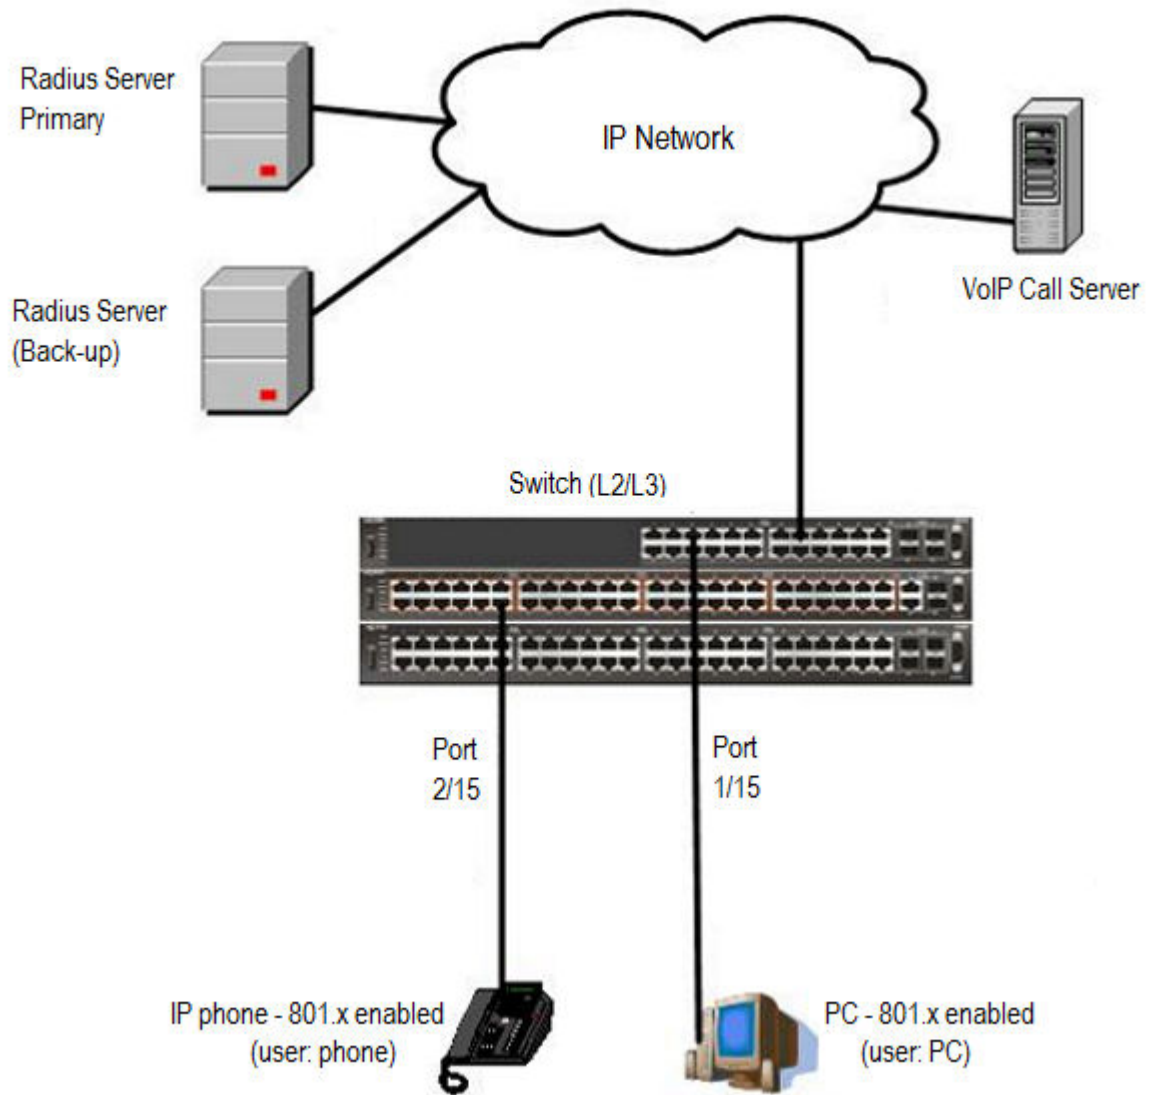 Radius Server
Primary
IP Network
VoIP Call Server
Radius Server
(Back-up)
Switch (L2/L3)
Port
2/15
Port
1/15
IP phone - 801.x enabled
(user: phone)
PC - 801.x enabled
(user: PC)